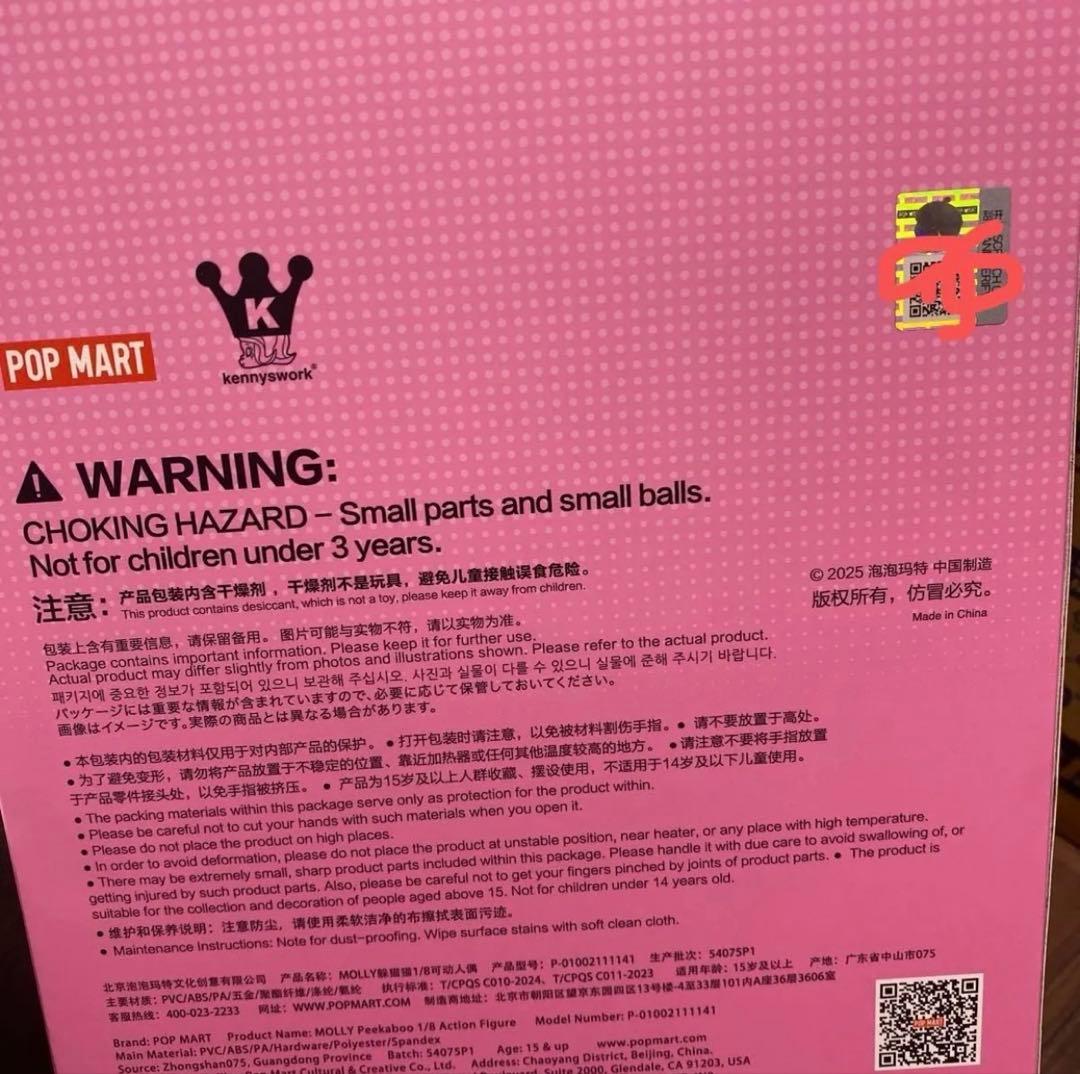 POP MART
K
kennyswork®
WARNING:
CHOKING HAZARD – Small parts and small balls.
Not for children under 3 years.
注意：产品包装内含干燥剂，干燥剂不是玩具，避免儿童接触误食危险。
This product contains desiccant, which is not a toy, please keep it away from children.
© 2025 泡泡玛特 中国制造
版权所有，仿冒必究。
Made in China
包装上含有重要信息，请保留备用。图片可能与实物不符，请以实物为准。
Package contains important information. Please keep it for further use.
Actual product may differ slightly from photos and illustrations shown. Please refer to the actual product.
패키지에 중요한 정보가 포함되어 있으니 보관해 주십시오. 사진과 실물이 다를 수 있으니 실물에 준해 주시기 바랍니다.
パッケージには重要な情報が含まれていますので、必要に応じて保管しておいてください。
画像はイメージです。実際の商品とは異なる場合があります。
● 本包装内的包装材料仅用于对内部产品的保护。 ● 打开包装时请注意，以免被材料割伤手指。 ● 请不要放置于高处。
● 为了避免变形，请勿将产品放置于不稳定的位置、靠近加热器或任何其他温度较高的地方。 ● 请注意不要将手指放置
于产品零件接头处，以免手指被挤压。 ● 产品为15岁及以上人群收藏、摆设使用，不适用于14岁及以下儿童使用。
● The packing materials within this package serve only as protection for the product within.
● Please be careful not to cut your hands with such materials when you open it.
● Please do not place the product on high places.
● In order to avoid deformation, please do not place the product at unstable position, near heater, or any place with high temperature.
● There may be extremely small, sharp product parts included within this package. Please handle it with due care to avoid swallowing of, or
getting injured by such product parts. Also, please be careful not to get your fingers pinched by joints of product parts. ● The product is
suitable for the collection and decoration of people aged above 15. Not for children under 14 years old.
● 维护和保养说明：注意防尘，请使用柔软洁净的布擦拭表面污迹。
● Maintenance Instructions: Note for dust-proofing. Wipe surface stains with soft clean cloth.
北京泡泡玛特文化创意有限公司 产品名称：MOLLY躲猫猫1/8可动人偶 产品型号：P-01002111141 生产批次：54075P1
主要材质：PVC/ABS/PA/五金/聚酯纤维/涤纶/氨纶 执行标准：T/CPQS C010-2024、T/CPQS C011-2023 适用年龄：15岁及以上 产地：广东省中山市075
客服热线：400-023-2233 网址：WWW.POPMART.COM 制造商地址：北京市朝阳区望京东园四区13号楼-4至33层101内A座36层3606室
Brand: POP MART Product Name: MOLLY Peekaboo 1/8 Action Figure Model Number: P-01002111141
Main Material: PVC/ABS/PA/Hardware/Polyester/Spandex
Source: Zhongshan075, Guangdong Province Batch: 54075P1 Age: 15 & up www.popmart.com
Pop Mart Cultural & Creative Co., Ltd. Address: Chaoyang District, Beijing, China.
Suite 2000, Glendale, CA 91203, USA
POP MART